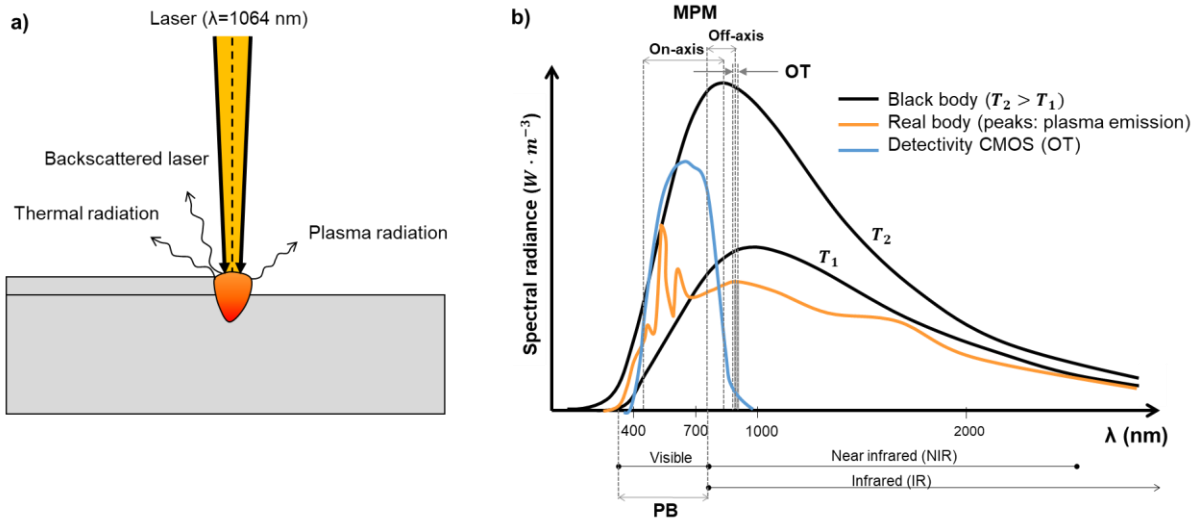 a)
Laser (λ=1064 nm)
Backscattered laser
Thermal radiation
Plasma radiation
b)
MPM
Off-axis
On-axis
OT
Black body (T₂ > T₁)
Real body (peaks: plasma emission)
Detectivity CMOS (OT)
Spectral radiance (W · m⁻³)
T₂
T₁
400
700
1000
2000
λ (nm)
Visible
Near infrared (NIR)
Infrared (IR)
PB